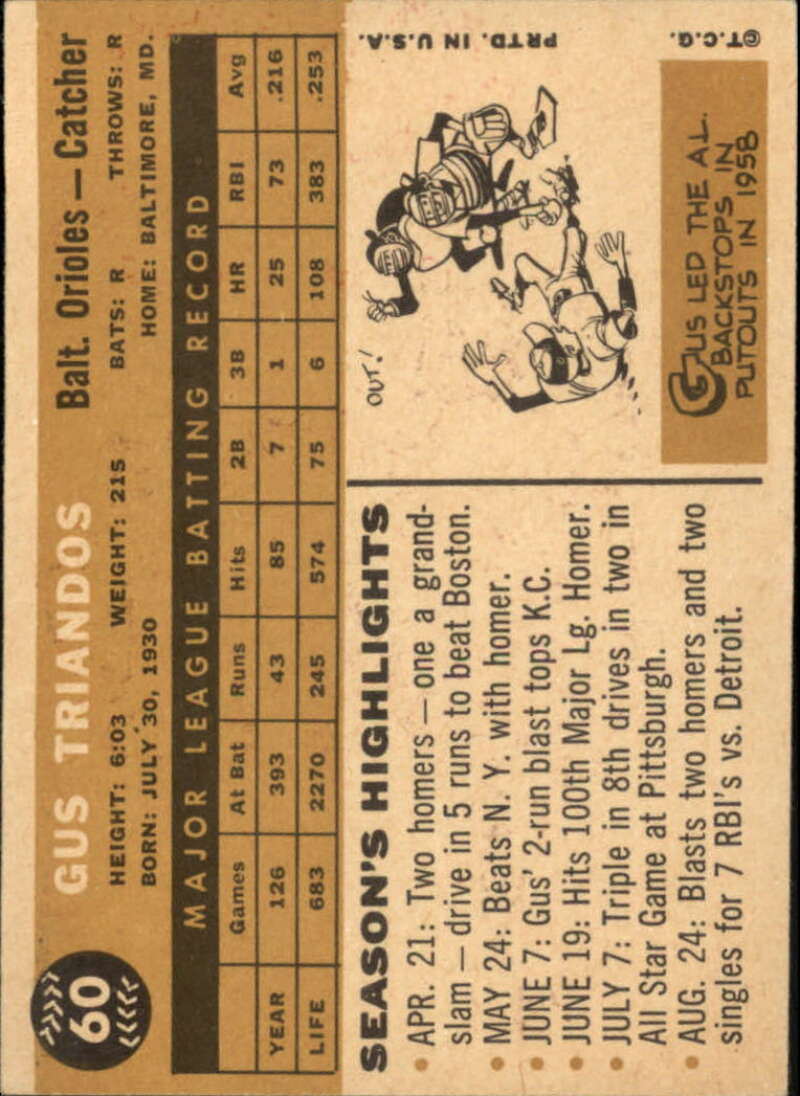 60
GUS TRIANDOS
Balt. Orioles — Catcher
HEIGHT: 6:03 WEIGHT: 215 BATS: R THROWS: R
BORN: JULY 30, 1930 HOME: BALTIMORE, MD.
MAJOR LEAGUE BATTING RECORD
Games At Bat Runs Hits 2B 3B HR RBI Avg
YEAR 126 393 43 85 7 1 25 73 .216
LIFE 683 2270 245 574 75 6 108 383 .253
SEASON'S HIGHLIGHTS
• APR. 21: Two homers — one a grand-
slam — drive in 5 runs to beat Boston.
• MAY 24: Beats N. Y. with homer.
• JUNE 7: Gus' 2-run blast tops K.C.
• JUNE 19: Hits 100th Major Lg. Homer.
• JULY 7: Triple in 8th drives in two in
All Star Game at Pittsburgh.
• AUG. 24: Blasts two homers and two
singles for 7 RBI's vs. Detroit.
OUT!
GUS LED THE A.L.
BACKSTOPS IN
PUTOUTS IN 1958
© T.C.G. PRTD. IN U.S.A.